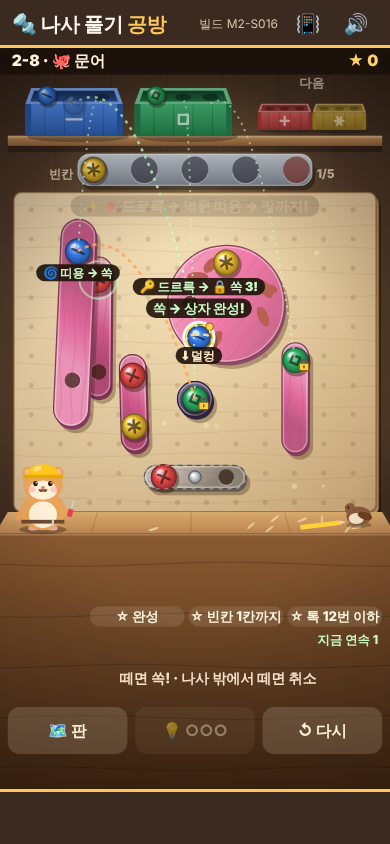 🔩 나사 풀기 공방 빌드 M2-S016 📳 🔊
2-8 · 🐙 문어 ★ 0
다음
빈칸 1/5
🌀 띠용 → 쏙
🔑 드르륵 → 🔒 쏙 3!
쏙 → 상자 완성!
⬇ 덜컹
☆ 완성 ☆ 빈칸 1칸까지 ☆ 톡 12번 이하
지금 연속 1
떼면 쏙! · 나사 밖에서 떼면 취소
🗺️ 판 💡 ○○○ ↺ 다시